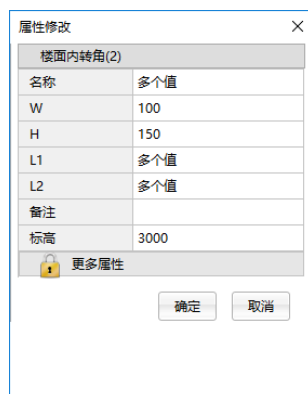 属性修改
楼面内转角(2)
名称 多个值
W 100
H 150
L1 多个值
L2 多个值
备注
标高 3000
更多属性
确定 取消